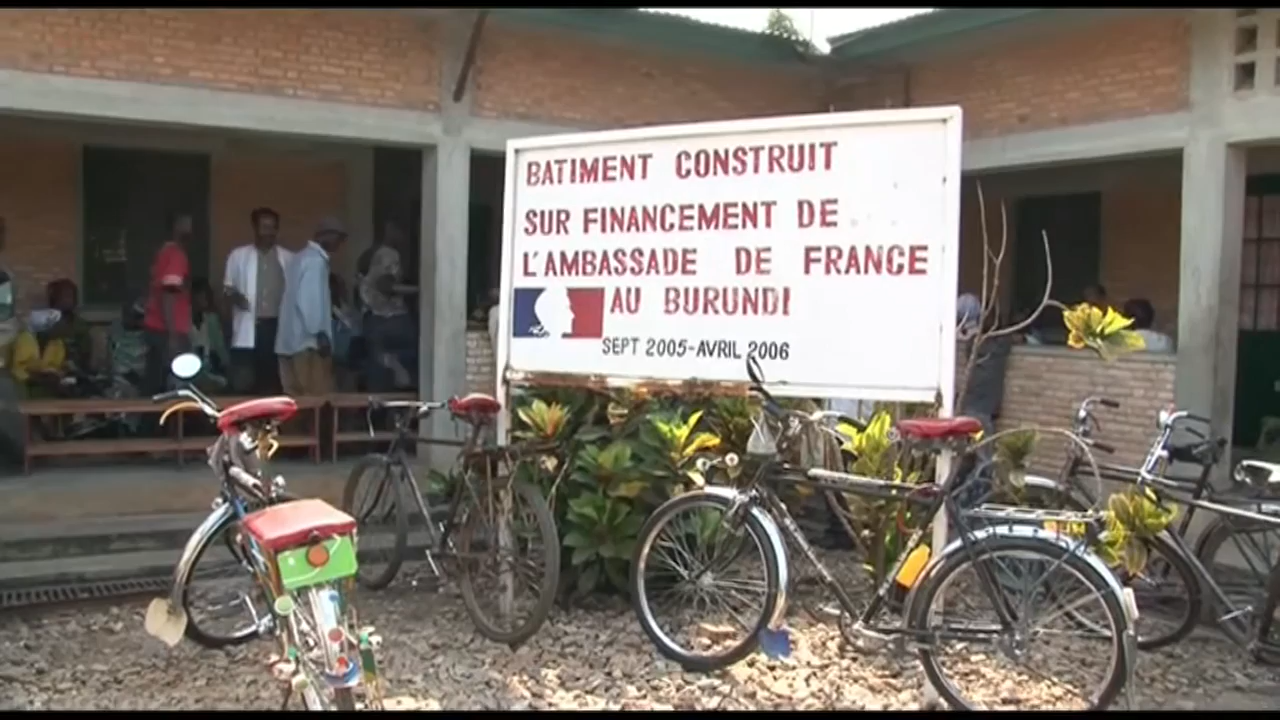 BATIMENT CONSTRUIT
SUR FINANCEMENT DE
L'AMBASSADE DE FRANCE
AU BURUNDI
SEPT 2005-AVRIL 2006